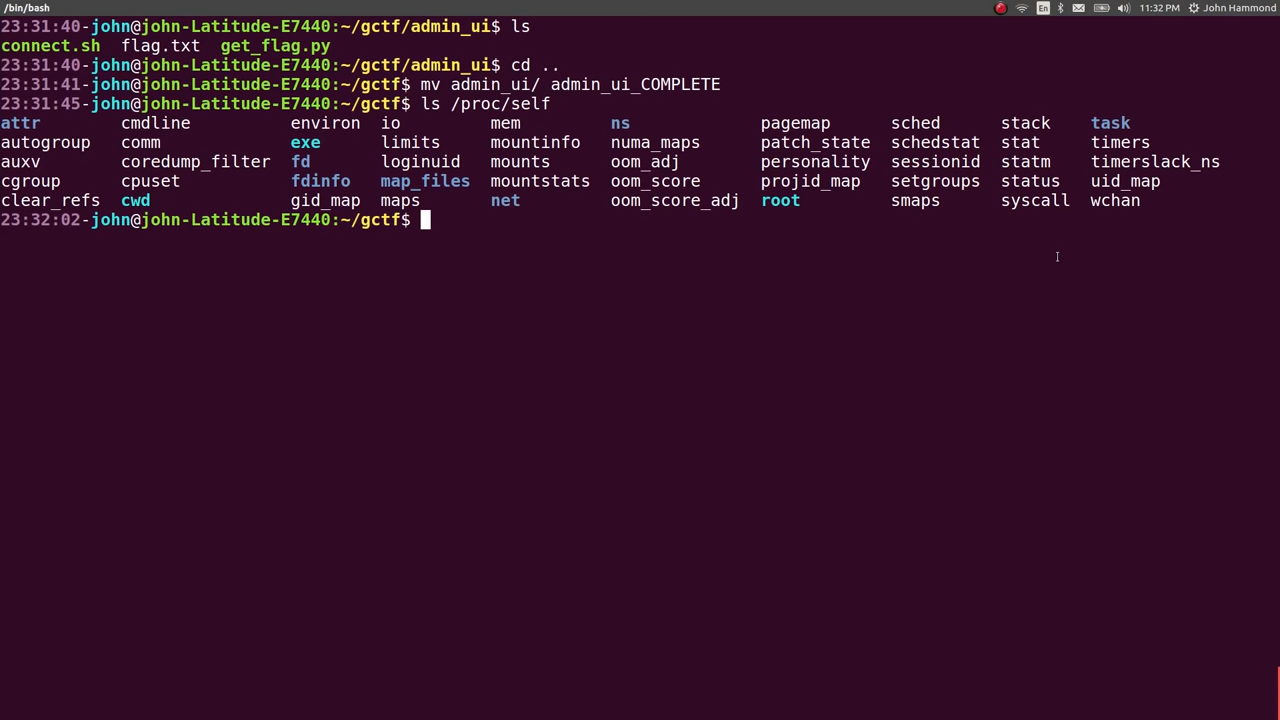 /bin/bash En 11:32 PM John Hammond
23:31:40-john@john-Latitude-E7440:~/gctf/admin_ui$ ls
connect.sh flag.txt get_flag.py
23:31:40-john@john-Latitude-E7440:~/gctf/admin_ui$ cd ..
23:31:41-john@john-Latitude-E7440:~/gctf$ mv admin_ui/ admin_ui_COMPLETE
23:31:45-john@john-Latitude-E7440:~/gctf$ ls /proc/self
attr cmdline environ io mem ns pagemap sched stack task
autogroup comm exe limits mountinfo numa_maps patch_state schedstat stat timers
auxv coredump_filter fd loginuid mounts oom_adj personality sessionid statm timerslack_ns
cgroup cpuset fdinfo map_files mountstats oom_score projid_map setgroups status uid_map
clear_refs cwd gid_map maps net oom_score_adj root smaps syscall wchan
23:32:02-john@john-Latitude-E7440:~/gctf$